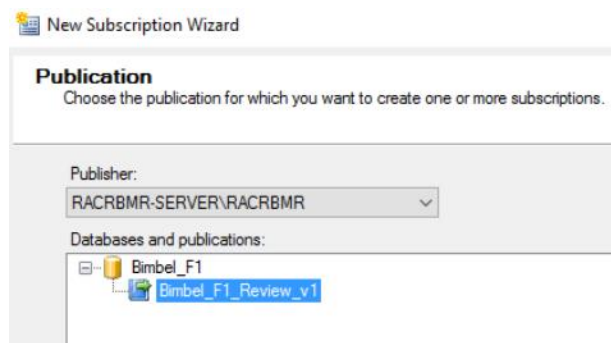 New Subscription Wizard
Publication
Choose the publication for which you want to create one or more subscriptions.
Publisher:
RACRBMR-SERVER\RACRBMR
Databases and publications:
Bimbel_F1
Bimbel_F1_Review_v1